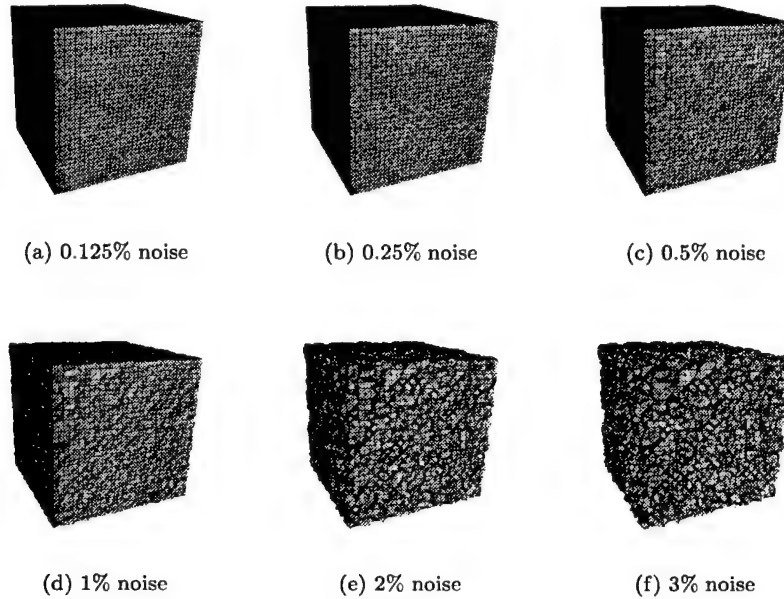 (a) 0.125% noise
(b) 0.25% noise
(c) 0.5% noise
(d) 1% noise
(e) 2% noise
(f) 3% noise